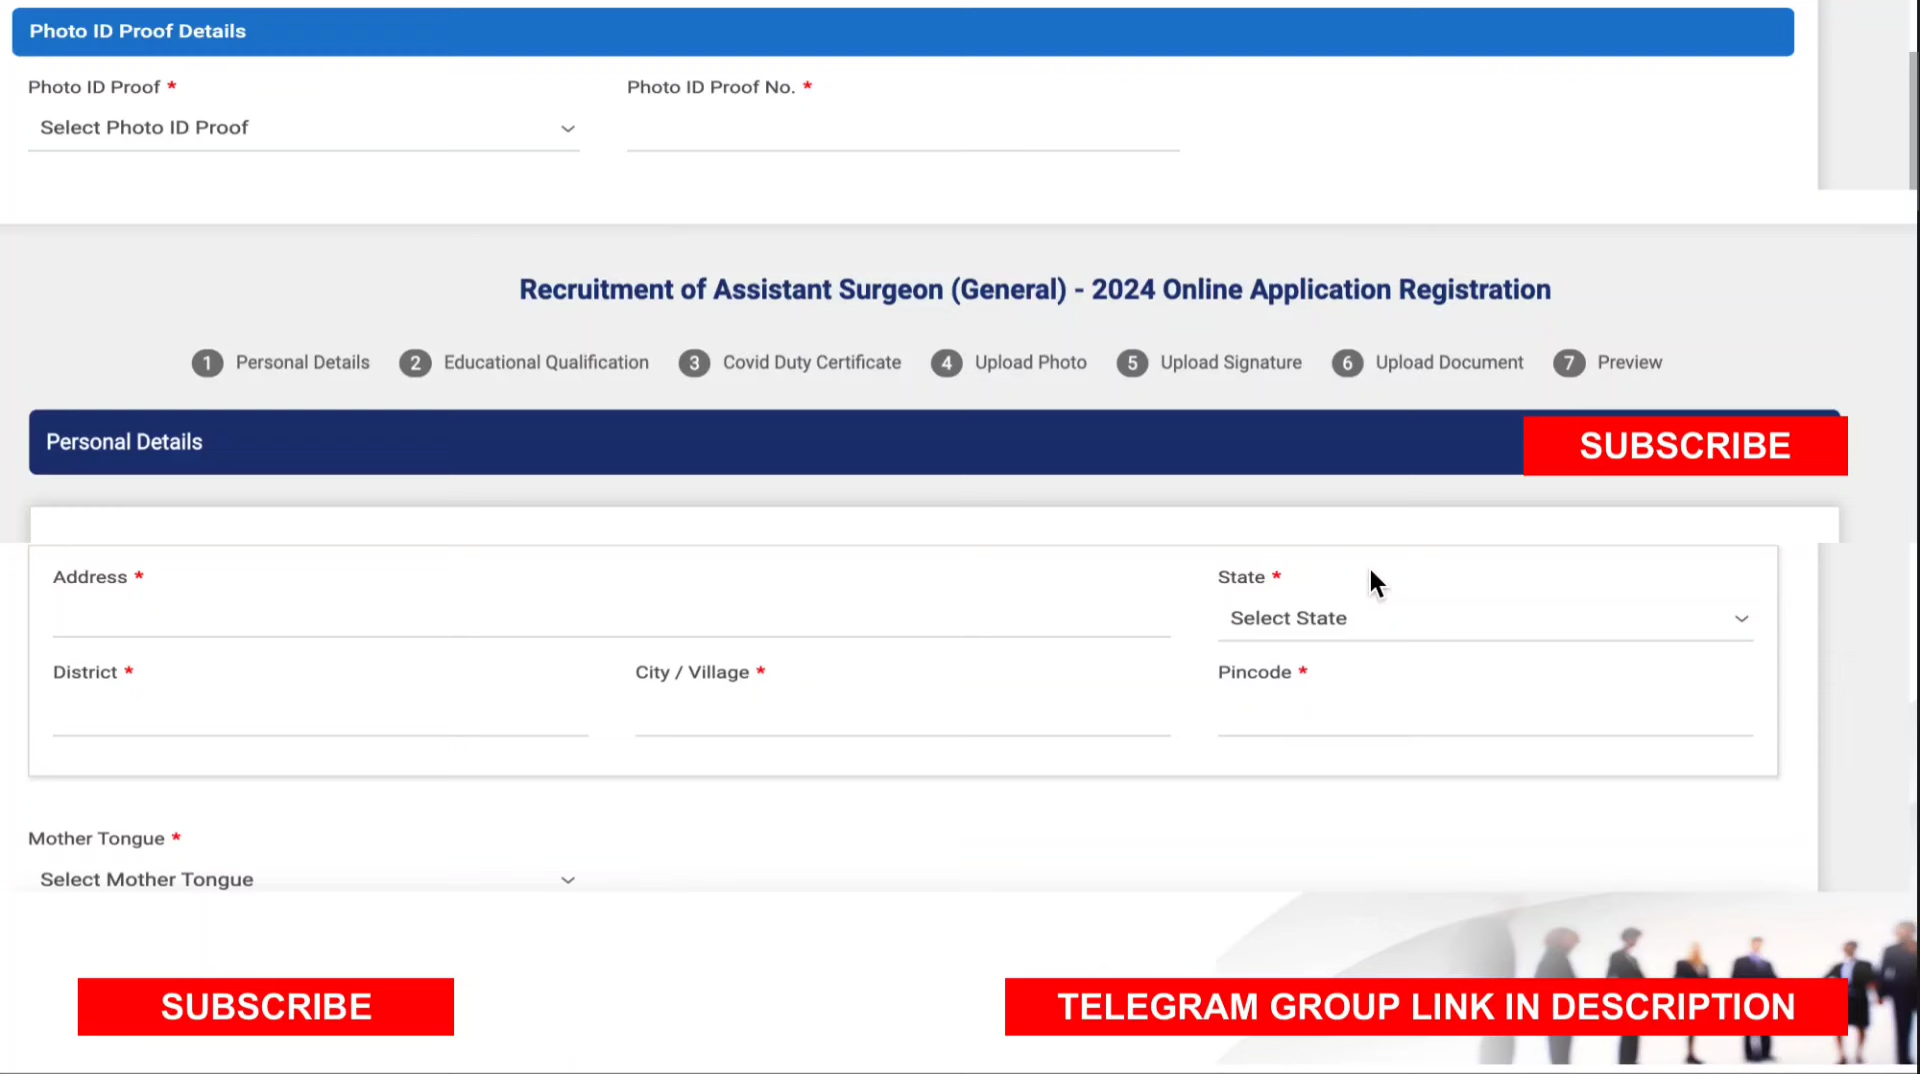 Photo ID Proof Details
Photo ID Proof * Photo ID Proof No. *
Select Photo ID Proof
Recruitment of Assistant Surgeon (General) - 2024 Online Application Registration
1 Personal Details 2 Educational Qualification 3 Covid Duty Certificate 4 Upload Photo 5 Upload Signature 6 Upload Document 7 Preview
Personal Details
SUBSCRIBE
Address * State *
Select State
District * City / Village * Pincode *
Mother Tongue *
Select Mother Tongue
SUBSCRIBE
TELEGRAM GROUP LINK IN DESCRIPTION